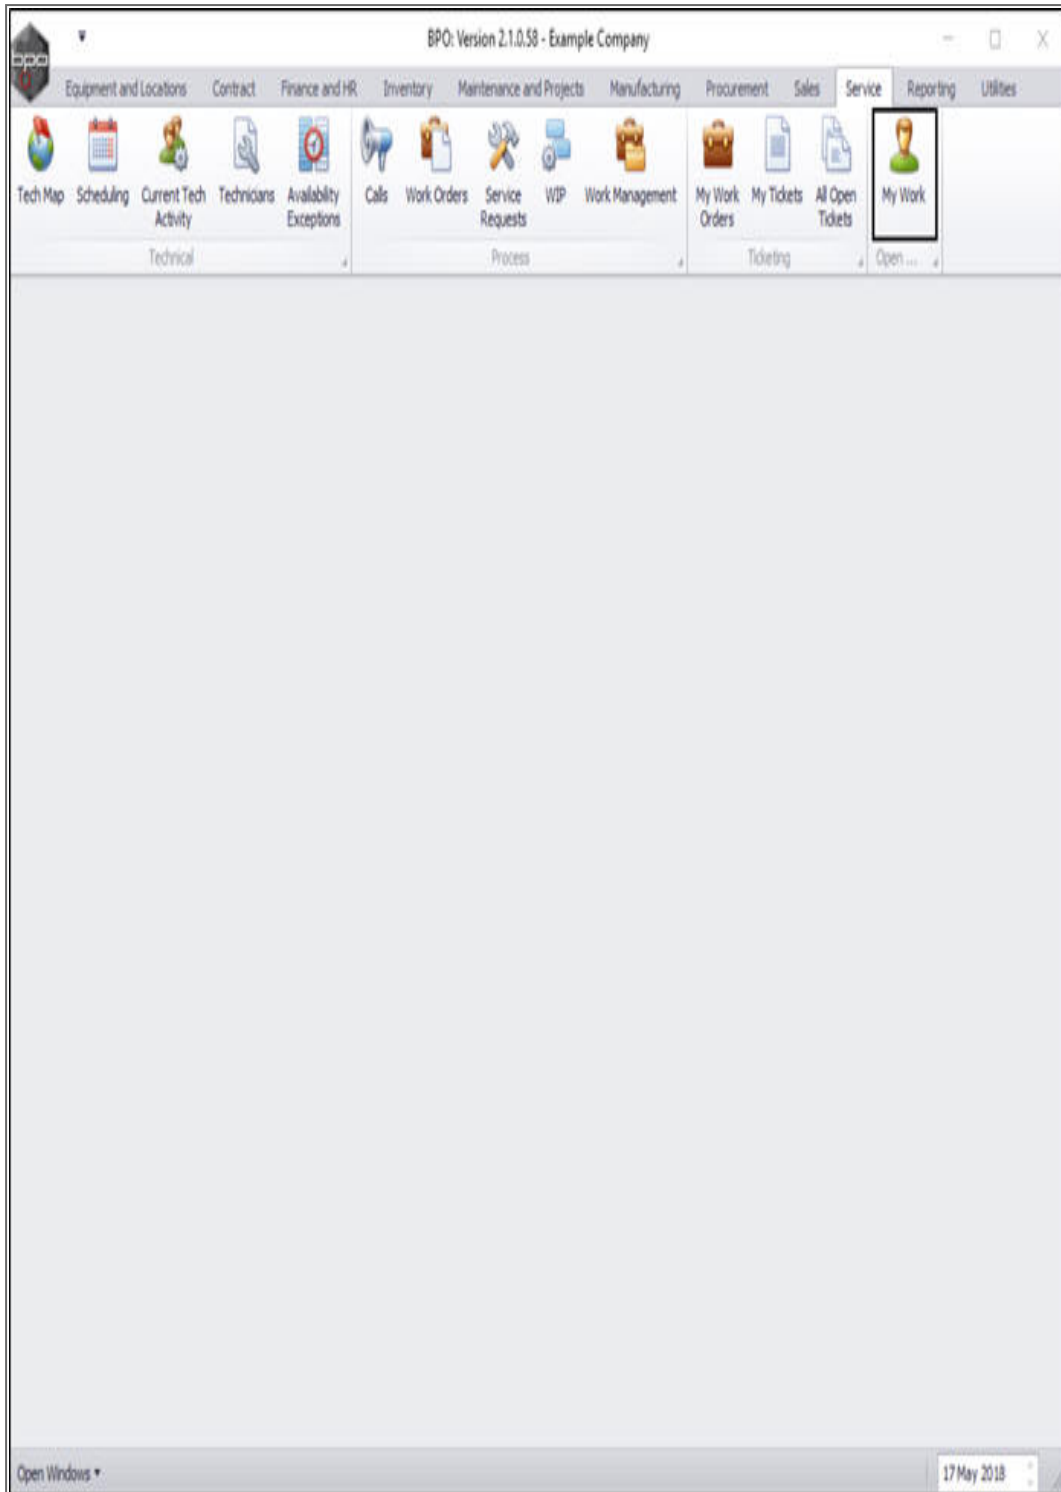 bpo
BPO: Version 2.1.0.58 - Example Company
Equipment and Locations Contract Finance and HR Inventory Maintenance and Projects Manufacturing Procurement Sales Service Reporting Utilities
Tech Map Scheduling Current Tech Activity Technicians Availability Exceptions Calls Work Orders Service Requests WIP Work Management My Work Orders My Tickets All Open Tickets My Work
Technical Process Ticketing Open ...
Open Windows
17 May 2018